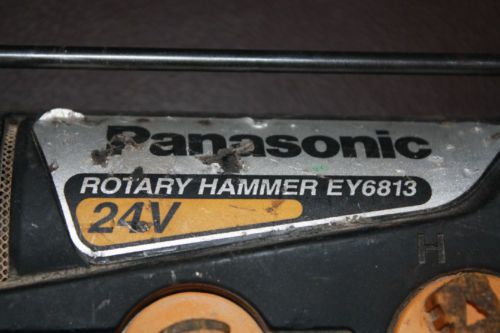 Panasonic
ROTARY HAMMER EY6813
24V
H